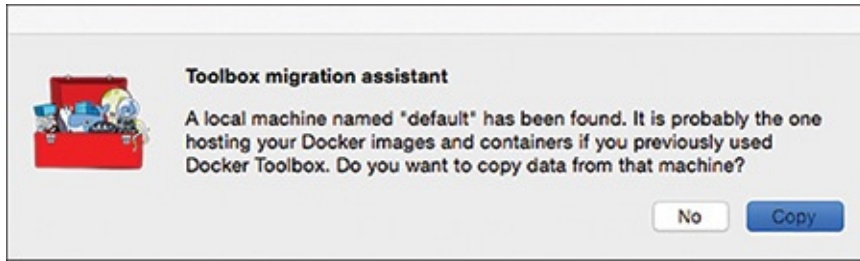 Toolbox migration assistant
A local machine named "default" has been found. It is probably the one
hosting your Docker images and containers if you previously used
Docker Toolbox. Do you want to copy data from that machine?
No
Copy